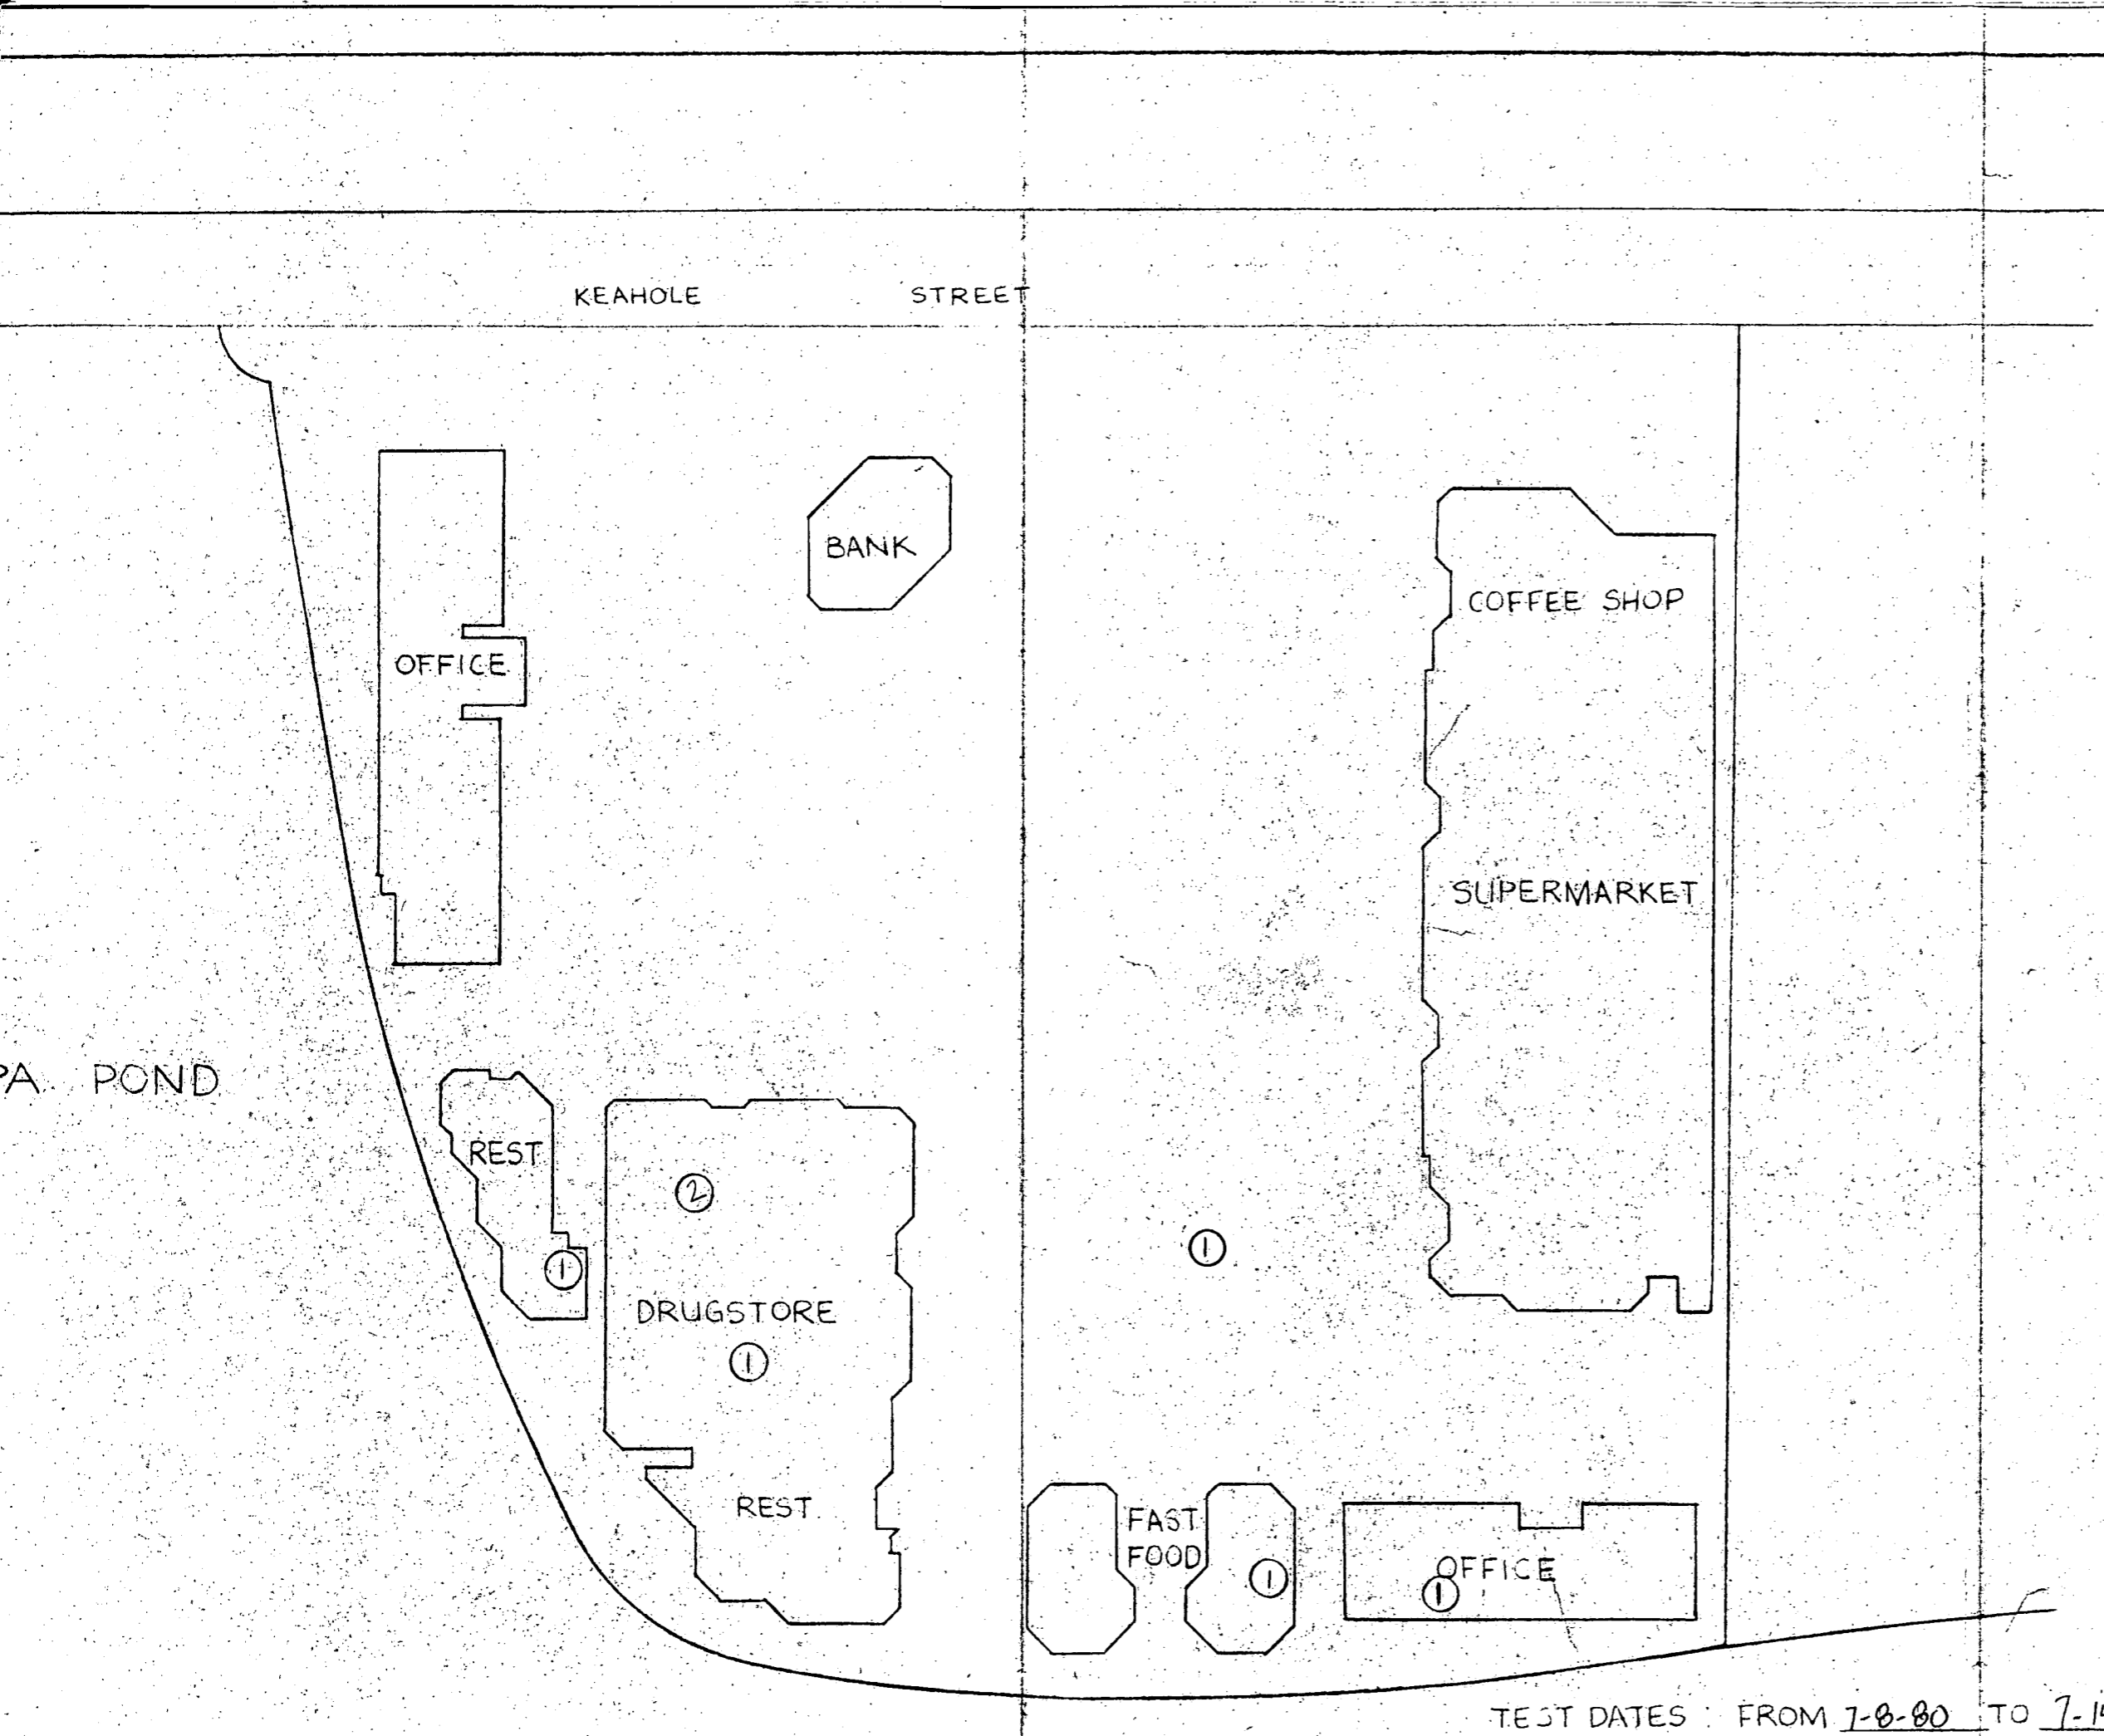 KEAHOLE STREET
BANK
COFFEE SHOP
OFFICE
SUPERMARKET
POND
REST
2
1
1
DRUGSTORE
1
REST
FAST
FOOD
1
OFFICE
1
TEST DATES : FROM 7-8-80 TO